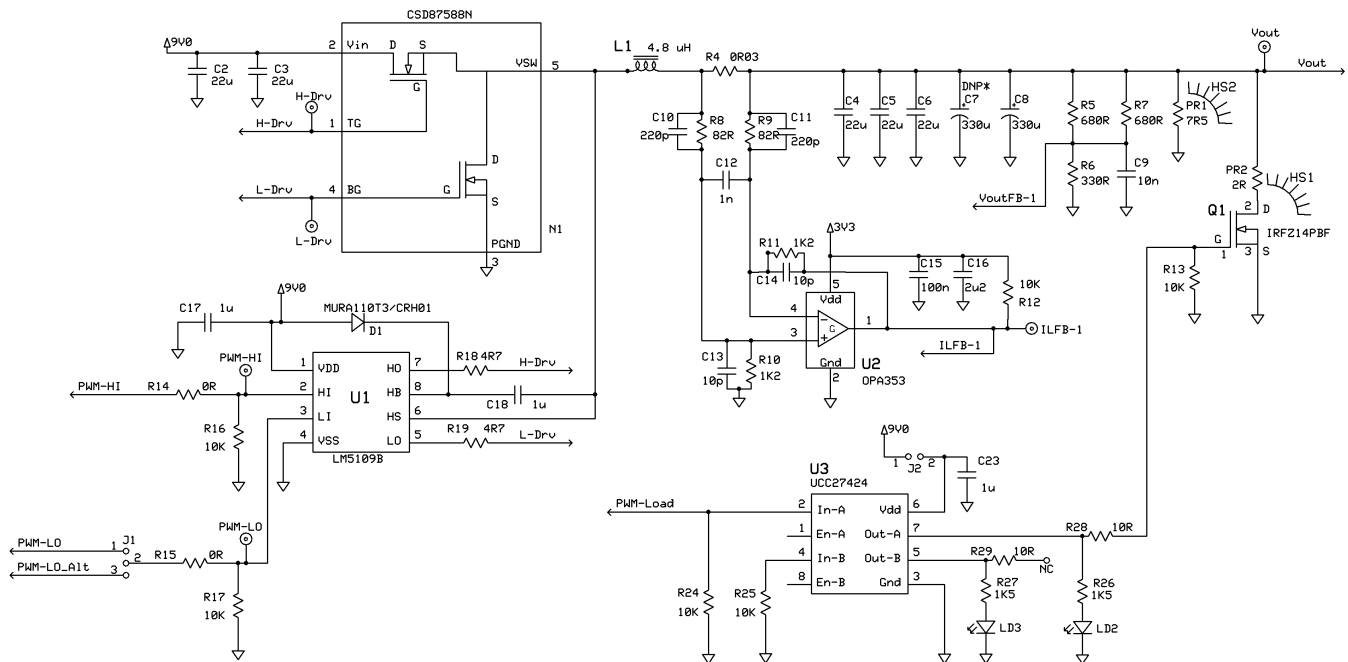 CSD87588N
9V0
2
Vin
D
S
VSW
5
C2
22u
C3
22u
G
H-Drv
H-Drv
1
TG
D
L-Drv
4
BG
G
S
L-Drv
PGND
3
N1
L1
4.8 uH
R4
0R03
Vout
Vout
C10
220p
R8
82R
R9
82R
C11
220p
C12
1n
C4
22u
C5
22u
C6
22u
DNP*
C7
330u
C8
330u
R5
680R
R7
680R
PR1
7R5
HS2
R6
330R
C9
10n
VoutFB-1
PR2
2R
HS1
Q1
2
D
G
1
3
S
IRFZ14PBF
R13
10K
3V3
R11
1K2
C14
10p
C15
100n
C16
2u2
10K
R12
5
Vdd
4
3
G
1
Gnd
2
U2
OPA353
ILFB-1
ILFB-1
C13
10p
R10
1K2
C17
1u
9V0
MURA110T3/CRH01
D1
PWM-HI
PWM-HI
R14
0R
R16
10K
1
VDD
2
HI
3
LI
4
VSS
U1
HO
7
HB
8
HS
6
LO
5
LM5109B
R18
4R7
H-Drv
C18
1u
R19
4R7
L-Drv
PWM-LO
PWM-LO
1
J1
2
PWM-LO_Alt
3
R15
0R
R17
10K
9V0
1
J2
2
C23
1u
U3
UCC27424
PWM-Load
2
In-A
1
En-A
4
In-B
8
En-B
Vdd
6
Out-A
7
Out-B
5
Gnd
3
R24
10K
R25
10K
R28
10R
R29
10R
NC
R27
1K5
R26
1K5
LD3
LD2